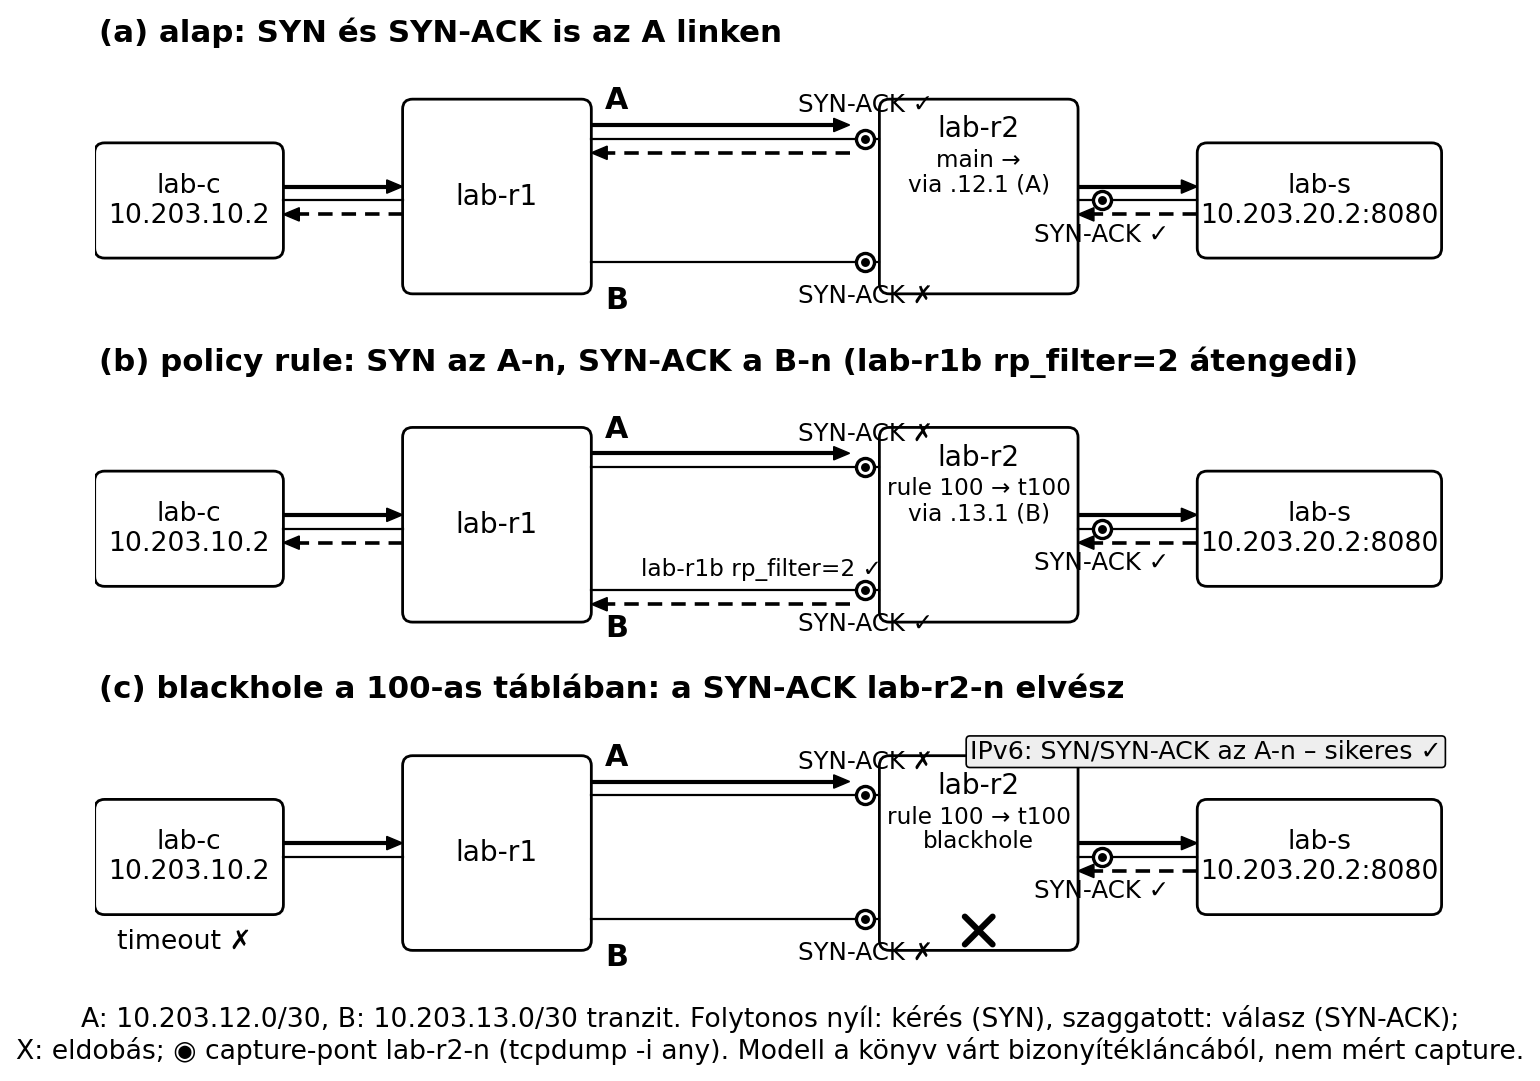 (a) alap: SYN és SYN-ACK is az A linken
A
SYN-ACK ✓
lab-r2
main →
via .12.1 (A)
lab-c
10.203.10.2
lab-r1
lab-s
10.203.20.2:8080
SYN-ACK ✓
B
SYN-ACK ✗
(b) policy rule: SYN az A-n, SYN-ACK a B-n (lab-r1b rp_filter=2 átengedi)
A
SYN-ACK ✗
lab-r2
rule 100 → t100
via .13.1 (B)
lab-c
10.203.10.2
lab-r1
lab-s
10.203.20.2:8080
SYN-ACK ✓
lab-r1b rp_filter=2 ✓
B
SYN-ACK ✓
(c) blackhole a 100-as táblában: a SYN-ACK lab-r2-n elvész
IPv6: SYN/SYN-ACK az A-n – sikeres ✓
A
SYN-ACK ✗
lab-r2
rule 100 → t100
blackhole
lab-c
10.203.10.2
lab-r1
lab-s
10.203.20.2:8080
SYN-ACK ✓
timeout ✗
B
SYN-ACK ✗
A: 10.203.12.0/30, B: 10.203.13.0/30 tranzit. Folytonos nyíl: kérés (SYN), szaggatott: válasz (SYN-ACK);
X: eldobás; ◉ capture-pont lab-r2-n (tcpdump -i any). Modell a könyv várt bizonyítékláncából, nem mért capture.